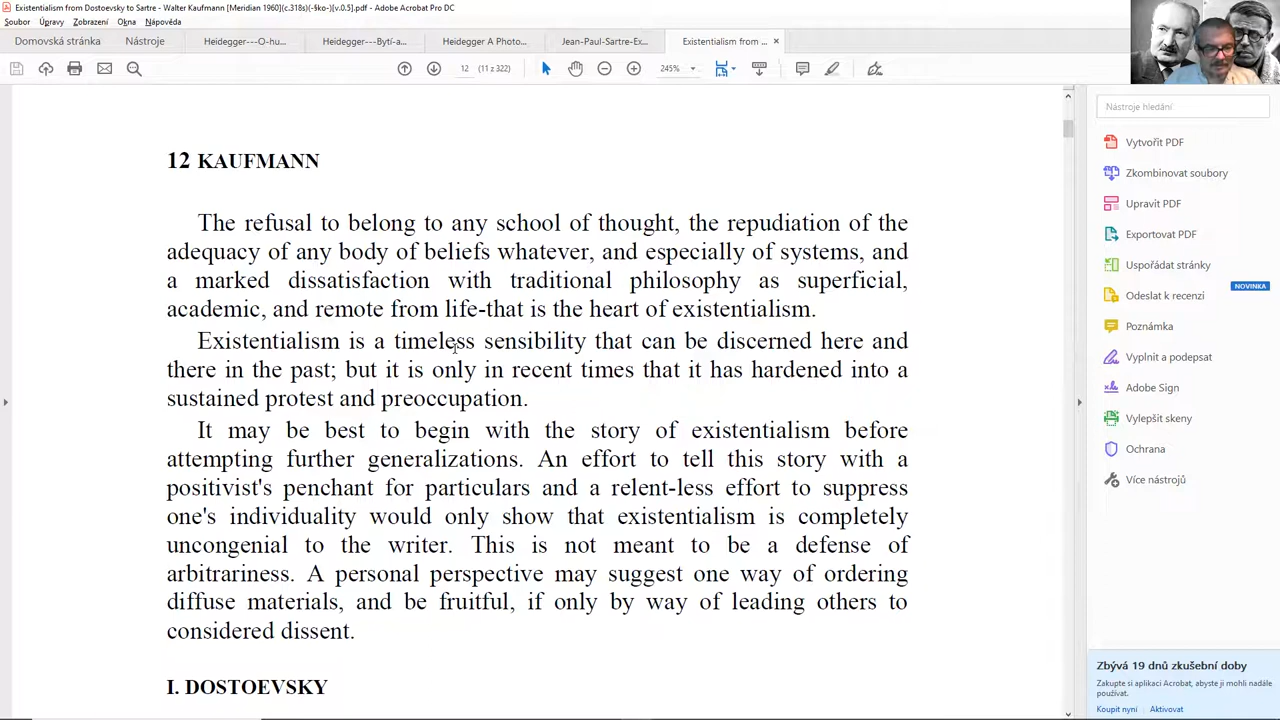 Existentialism from Dostoevsky to Sartre - Walter Kaufmann [Meridian 1960](c.318s)(-9ko-)[v.0.5].pdf - Adobe Acrobat Pro DC
Soubor Úpravy Zobrazení Okna Nápověda
Domovská stránka Nástroje Heidegger---O-hu... Heidegger---Bytí-a... Heidegger A Photo... Jean-Paul-Sartre-Ex... Existentialism from ... ×
12 (11 z 322) 245%
12 KAUFMANN
The refusal to belong to any school of thought, the repudiation of the
adequacy of any body of beliefs whatever, and especially of systems, and
a marked dissatisfaction with traditional philosophy as superficial,
academic, and remote from life-that is the heart of existentialism.
Existentialism is a timeless sensibility that can be discerned here and
there in the past; but it is only in recent times that it has hardened into a
sustained protest and preoccupation.
It may be best to begin with the story of existentialism before
attempting further generalizations. An effort to tell this story with a
positivist's penchant for particulars and a relent-less effort to suppress
one's individuality would only show that existentialism is completely
uncongenial to the writer. This is not meant to be a defense of
arbitrariness. A personal perspective may suggest one way of ordering
diffuse materials, and be fruitful, if only by way of leading others to
considered dissent.
I. DOSTOEVSKY
Nástroje hledání
Vytvořit PDF
Zkombinovat soubory
Upravit PDF
Exportovat PDF
Uspořádat stránky
NOVINKA
Odeslat k recenzi
Poznámka
Vyplnit a podepsat
Adobe Sign
Vylepšit skeny
Ochrana
Více nástrojů
Zbývá 19 dnů zkušební doby
Zakupte si aplikaci Acrobat, abyste ji mohli nadále
používat.
Koupit nyní Aktivovat